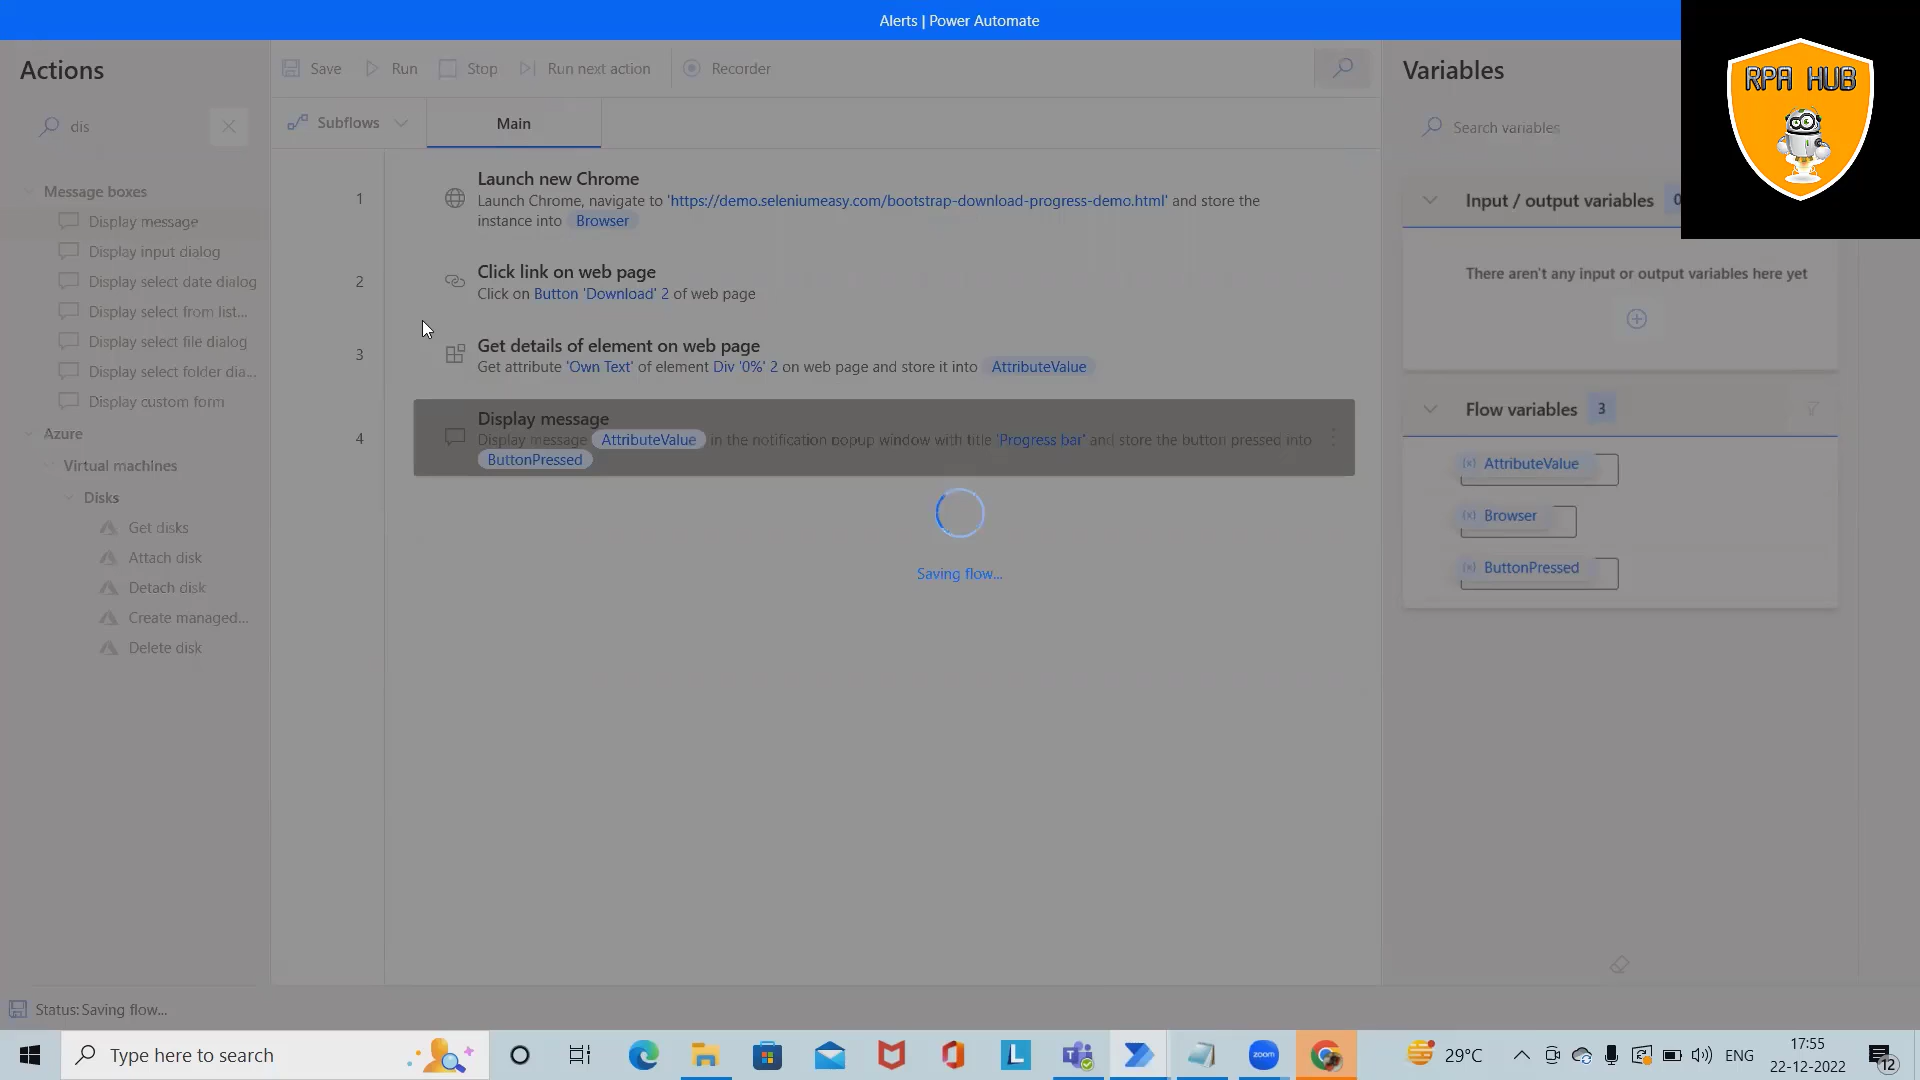 Alerts | Power Automate
Actions
dis
Message boxes
Display message
Display input dialog
Display select date dialog
Display select from list...
Display select file dialog
Display select folder dia...
Display custom form
Azure
Virtual machines
Disks
Get disks
Attach disk
Detach disk
Create managed...
Delete disk
Save
Run
Stop
Run next action
Recorder
Subflows
Main
1
Launch new Chrome
Launch Chrome, navigate to 'https://demo.seleniumeasy.com/bootstrap-download-progress-demo.html' and store the
instance into Browser
2
Click link on web page
Click on Button 'Download' 2 of web page
3
Get details of element on web page
Get attribute 'Own Text' of element Div '0%' 2 on web page and store it into AttributeValue
4
Display message
Display message AttributeValue in the notification popup window with title 'Progress bar' and store the button pressed into
ButtonPressed
Saving flow...
Variables
Search variables
Input / output variables 0
There aren't any input or output variables here yet
Flow variables 3
(x) AttributeValue
(x) Browser
(x) ButtonPressed
RPA HUB
Status: Saving flow...
Type here to search
L
zoom
29°C
ENG
17:55
22-12-2022
12